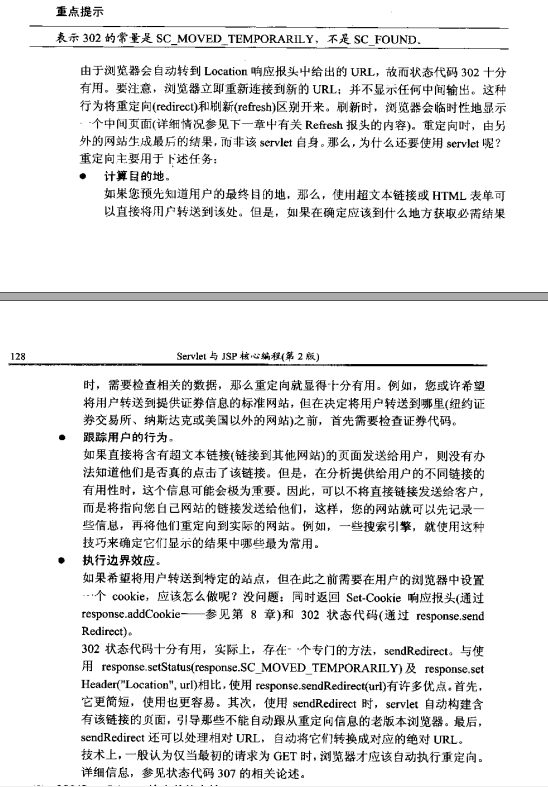 重点提示
表示 302 的常量是 SC_MOVED_TEMPORARILY，不是 SC_FOUND。
由于浏览器会自动转到 Location 响应报头中给出的 URL，故而状态代码 302 十分
有用。要注意，浏览器立即重新连接到新的 URL；并不显示任何中间输出。这种
行为将重定向(redirect)和刷新(refresh)区别开来。刷新时，浏览器会临时性地显示
一个中间页面(详细情况参见下一章中有关 Refresh 报头的内容)。重定向时，由另
外的网站生成最后的结果，而非该 servlet 自身。那么，为什么还要使用 servlet 呢？
重定向主要用于下述任务：
● 计算目的地。
如果您预先知道用户的最终目的地，那么，使用超文本链接或 HTML 表单可
以直接将用户转送到该处。但是，如果在确定应该到什么地方获取必需结果
128 Servlet 与 JSP 核心编程(第 2 版)
时，需要检查相关的数据，那么重定向就显得十分有用。例如，您或许希望
将用户转送到提供证券信息的标准网站，但在决定将用户转送到哪里(纽约证
券交易所、纳斯达克或美国以外的网站)之前，首先需要检查证券代码。
● 跟踪用户的行为。
如果直接将含有超文本链接(链接到其他网站)的页面发送给用户，则没有办
法知道他们是否真的点击了该链接。但是，在分析提供给用户的不同链接的
有用性时，这个信息可能会极为重要。因此，可以不将直接链接发送给客户，
而是将指向您自己网站的链接发送给他们，这样，您的网站就可以先记录一
些信息，再将他们重定向到实际的网站。例如，一些搜索引擎，就使用这种
技巧来确定它们显示的结果中哪些最为常用。
● 执行边界效应。
如果希望将用户转送到特定的站点，但在此之前需要在用户的浏览器中设置
一个 cookie，应该怎么做呢？没问题：同时返回 Set-Cookie 响应报头(通过
response.addCookie——参见第 8 章)和 302 状态代码(通过 response.send
Redirect)。
302 状态代码十分有用，实际上，存在一个专门的方法，sendRedirect。与使
用 response.setStatus(response.SC_MOVED_TEMPORARILY)及 response.set
Header("Location", url)相比，使用 response.sendRedirect(url)有许多优点。首先，
它更简短，使用也更容易。其次，使用 sendRedirect 时，servlet 自动构建含
有该链接的页面，引导那些不能自动跟从重定向信息的老版本浏览器。最后，
sendRedirect 还可以处理相对 URL，自动将它们转换成对应的绝对 URL。
技术上，一般认为仅当最初的请求为 GET 时，浏览器才应该自动执行重定向。
详细信息，参见状态代码 307 的相关论述。